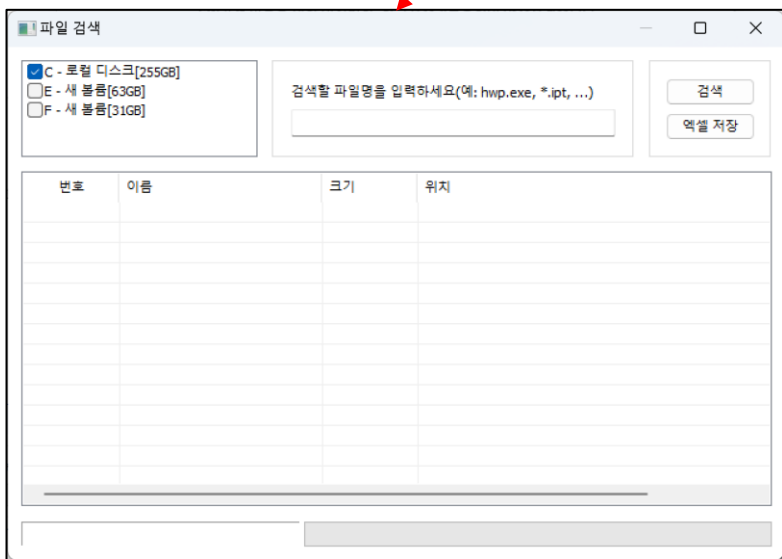 파일 검색
C - 로컬 디스크[255GB]
E - 새 볼륨[63GB]
F - 새 볼륨[31GB]
검색할 파일명을 입력하세요(예: hwp.exe, *.ipt, ...)
검색
엑셀 저장
번호 이름 크기 위치